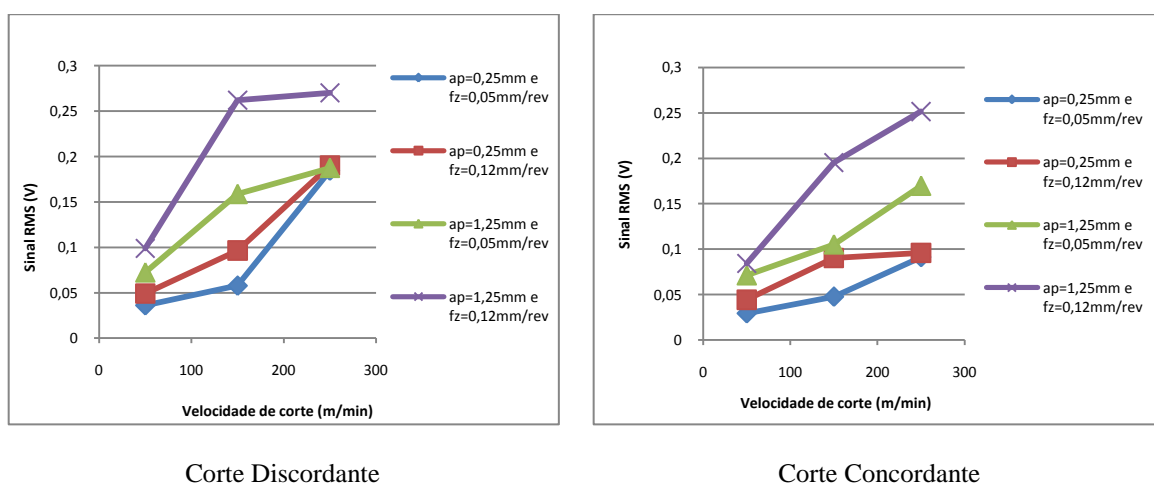 0,3
0,25
0,2
0,15
0,1
0,05
0
Sinal RMS (V)
0 100 200 300
Velocidade de corte (m/min)
ap=0,25mm e
fz=0,05mm/rev
ap=0,25mm e
fz=0,12mm/rev
ap=1,25mm e
fz=0,05mm/rev
ap=1,25mm e
fz=0,12mm/rev
Corte Discordante
0,3
0,25
0,2
0,15
0,1
0,05
0
Sinal RMS (V)
0 100 200 300
Velocidade de corte (m/min)
ap=0,25mm e
fz=0,05mm/rev
ap=0,25mm e
fz=0,12mm/rev
ap=1,25mm e
fz=0,05mm/rev
ap=1,25mm e
fz=0,12mm/rev
Corte Concordante